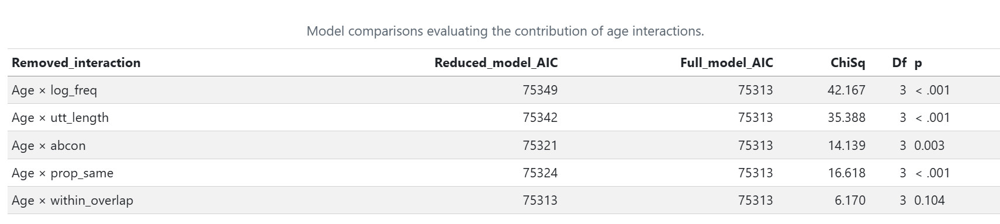 Model comparisons evaluating the contribution of age interactions.
Removed_interaction Reduced_model_AIC Full_model_AIC ChiSq Df p
Age × log_freq 75349 75313 42.167 3 < .001
Age × utt_length 75342 75313 35.388 3 < .001
Age × abcon 75321 75313 14.139 3 0.003
Age × prop_same 75324 75313 16.618 3 < .001
Age × within_overlap 75313 75313 6.170 3 0.104